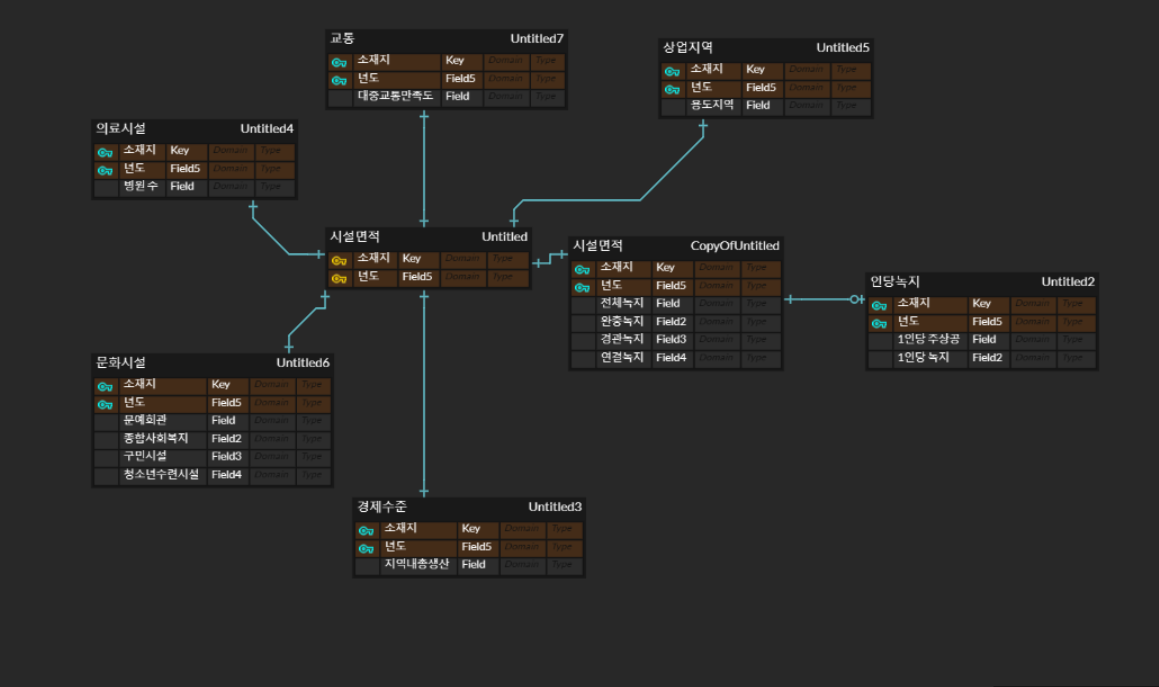 교통 Untitled7
소재지 Key Domain Type
년도 Field5 Domain Type
대중교통만족도 Field Domain Type
상업지역 Untitled5
소재지 Key Domain Type
년도 Field5 Domain Type
용도지역 Field Domain Type
의료시설 Untitled4
소재지 Key Domain Type
년도 Field5 Domain Type
병원 수 Field Domain Type
시설면적 Untitled
소재지 Key Domain Type
년도 Field5 Domain Type
시설면적 CopyOfUntitled
소재지 Key Domain Type
년도 Field5 Domain Type
전체녹지 Field Domain Type
완충녹지 Field2 Domain Type
경관녹지 Field3 Domain Type
연결녹지 Field4 Domain Type
인당녹지 Untitled2
소재지 Key Domain Type
년도 Field5 Domain Type
1인당 주상공 Field Domain Type
1인당 녹지 Field2 Domain Type
문화시설 Untitled6
소재지 Key Domain Type
년도 Field5 Domain Type
문예회관 Field Domain Type
종합사회복지 Field2 Domain Type
구민시설 Field3 Domain Type
청소년수련시설 Field4 Domain Type
경제수준 Untitled3
소재지 Key Domain Type
년도 Field5 Domain Type
지역내총생산 Field Domain Type